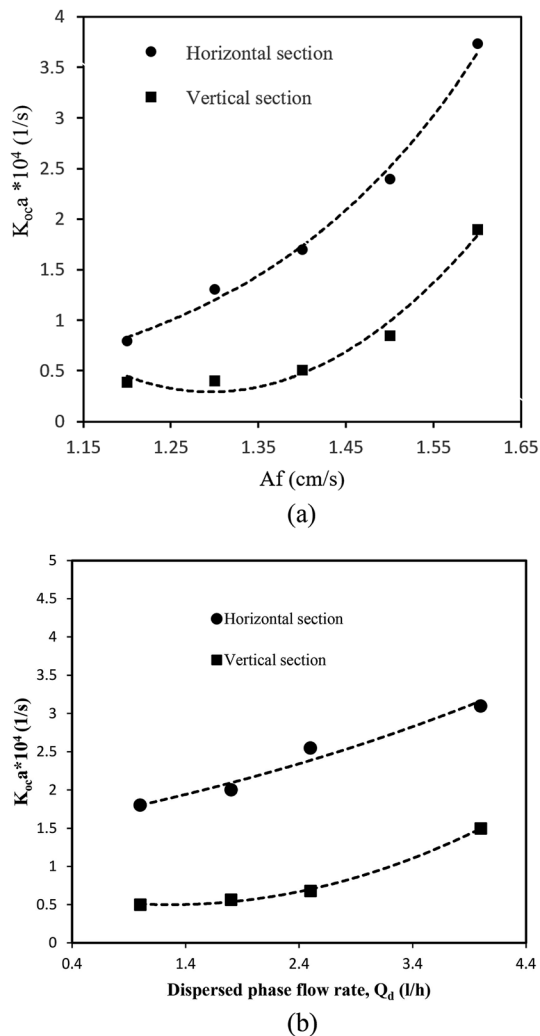 4
3.5
3
2.5
2
1.5
1
0.5
0
K_oc a *10^4 (1/s)
Horizontal section
Vertical section
1.15 1.25 1.35 1.45 1.55 1.65
Af (cm/s)
(a)
5
4.5
4
3.5
3
2.5
2
1.5
1
0.5
0
K_oc a*10^4 (1/s)
Horizontal section
Vertical section
0.4 1.4 2.4 3.4 4.4
Dispersed phase flow rate, Q_d (l/h)
(b)